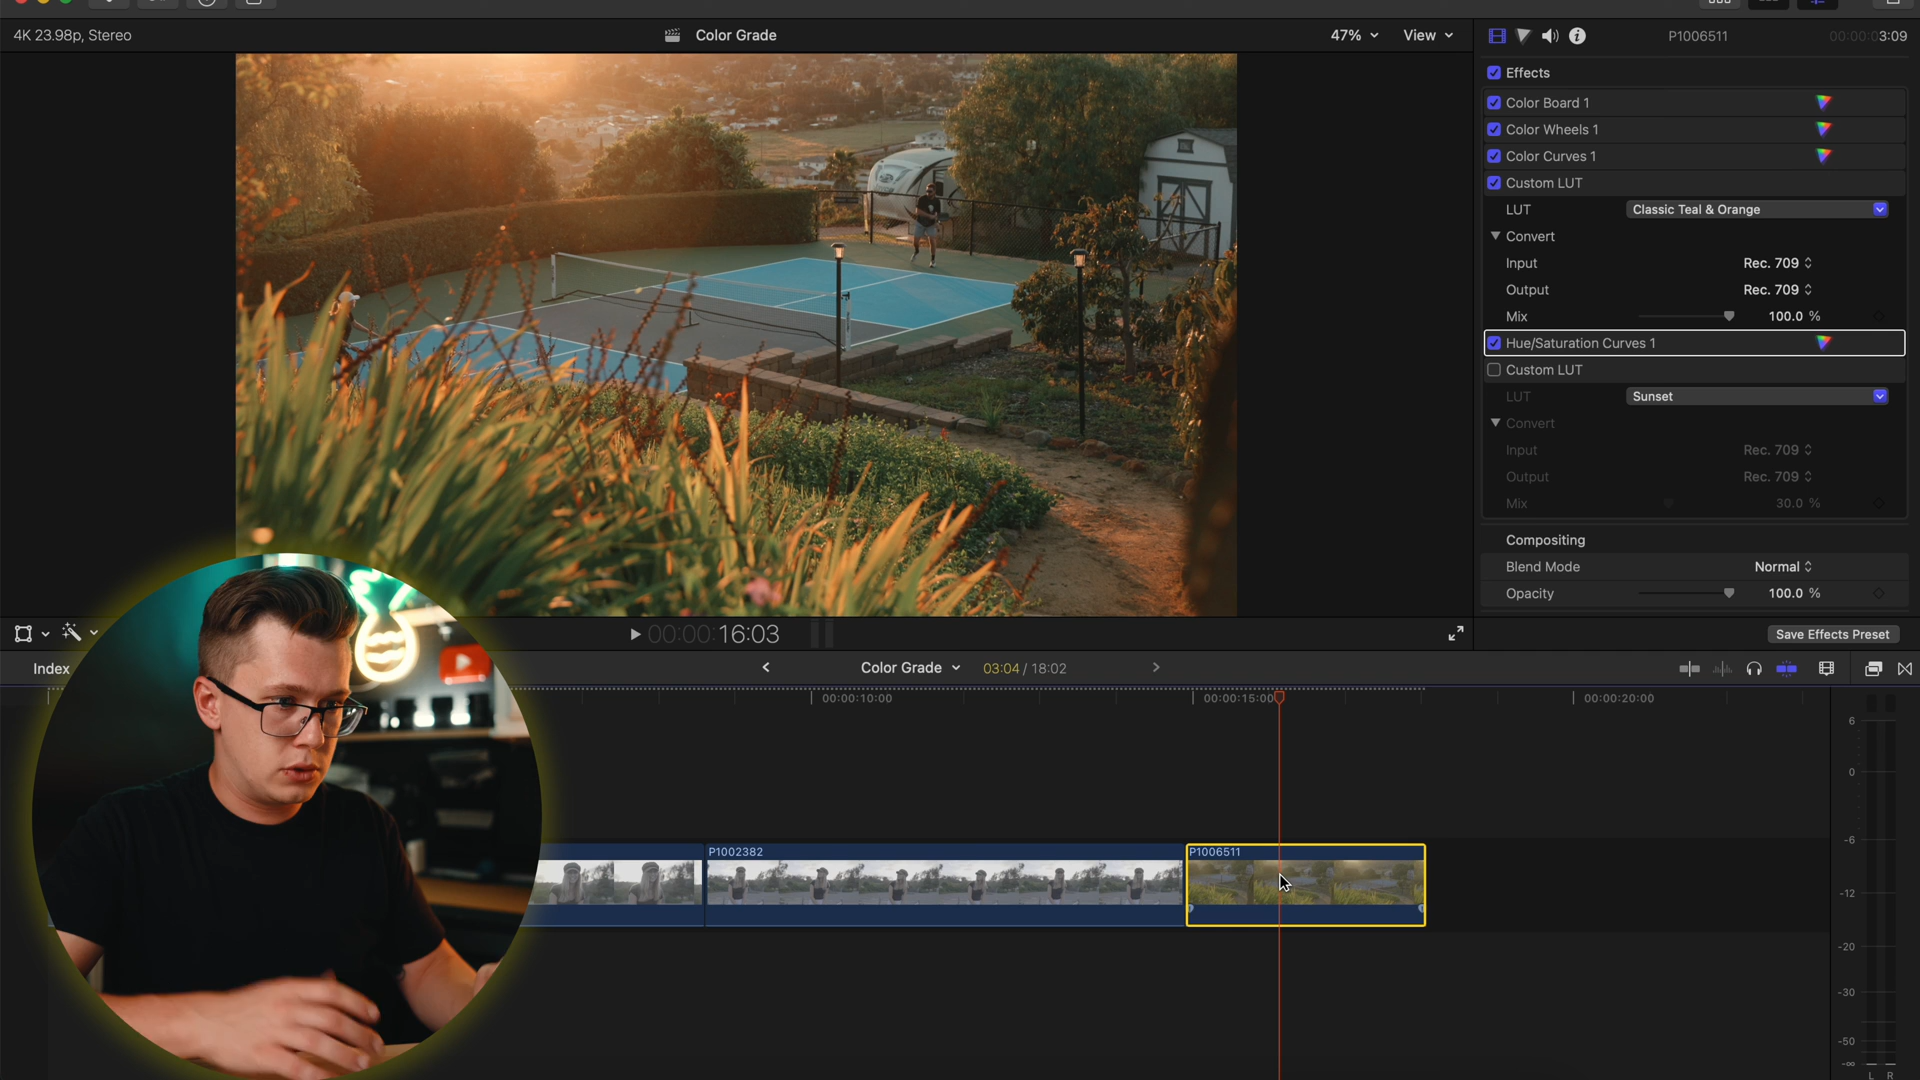 4K 23.98p, Stereo
Color Grade
47%
View
P1006511
00:00:03:09
Effects
Color Board 1
Color Wheels 1
Color Curves 1
Custom LUT
LUT
Classic Teal & Orange
Convert
Input
Rec. 709
Output
Rec. 709
Mix
100.0 %
Hue/Saturation Curves 1
Custom LUT
LUT
Sunset
Convert
Input
Rec. 709
Output
Rec. 709
Mix
30.0 %
Compositing
Blend Mode
Normal
Opacity
100.0 %
00:00:16:03
Save Effects Preset
Index
Color Grade
03:04 / 18:02
00:00:10:00
00:00:15:00
00:00:20:00
P1002382
P1006511
6
0
-6
-12
-20
-30
-50
-∞
L R